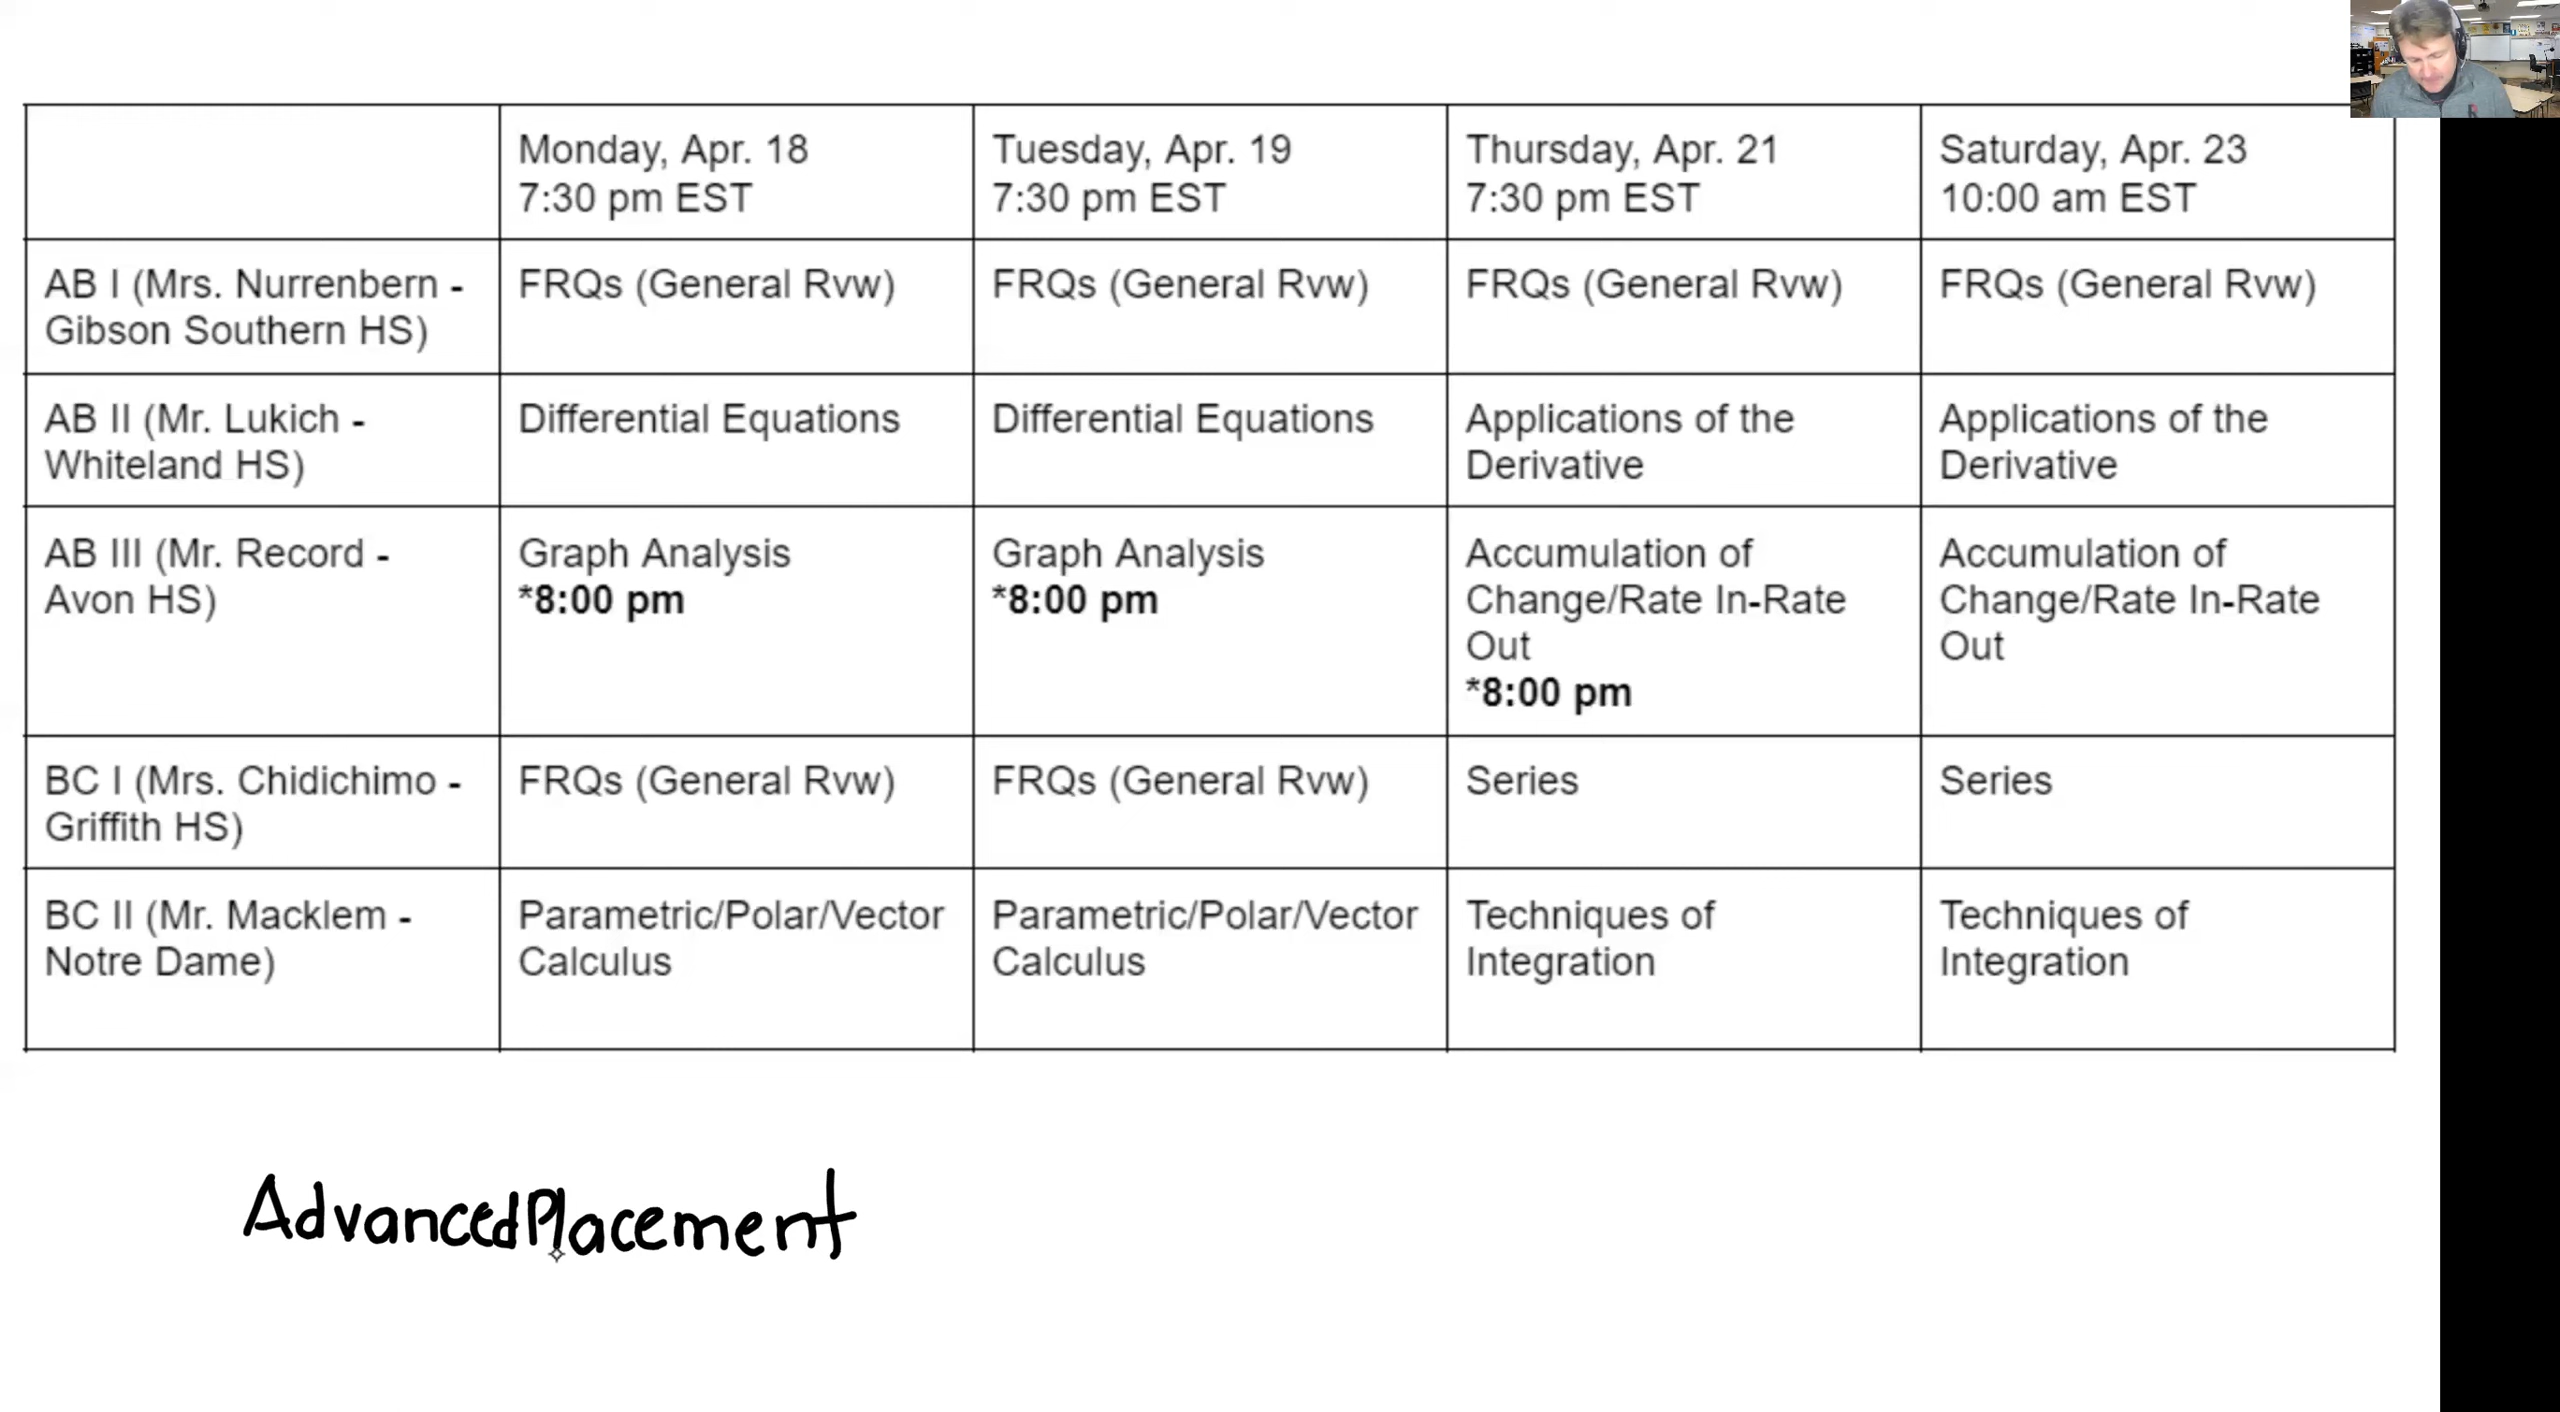 Monday, Apr. 18
7:30 pm EST
Tuesday, Apr. 19
7:30 pm EST
Thursday, Apr. 21
7:30 pm EST
Saturday, Apr. 23
10:00 am EST
AB I (Mrs. Nurrenbern -
Gibson Southern HS)
FRQs (General Rvw)
FRQs (General Rvw)
FRQs (General Rvw)
FRQs (General Rvw)
AB II (Mr. Lukich -
Whiteland HS)
Differential Equations
Differential Equations
Applications of the
Derivative
Applications of the
Derivative
AB III (Mr. Record -
Avon HS)
Graph Analysis
*8:00 pm
Graph Analysis
*8:00 pm
Accumulation of
Change/Rate In-Rate
Out
*8:00 pm
Accumulation of
Change/Rate In-Rate
Out
BC I (Mrs. Chidichimo -
Griffith HS)
FRQs (General Rvw)
FRQs (General Rvw)
Series
Series
BC II (Mr. Macklem -
Notre Dame)
Parametric/Polar/Vector
Calculus
Parametric/Polar/Vector
Calculus
Techniques of
Integration
Techniques of
Integration
AdvancedPlacement